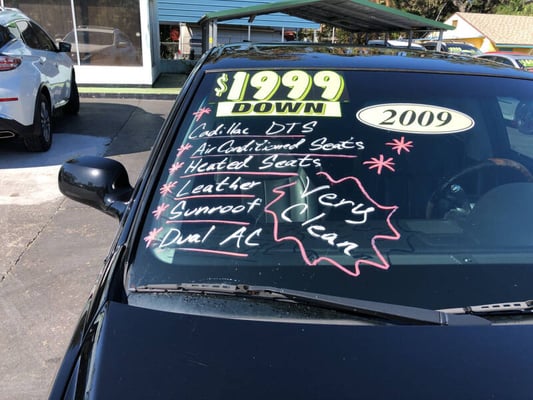 $1999
DOWN
2009
Cadillac DTS
Air Conditioned Seats
Heated Seats
Leather
Sunroof
Dual AC
Very
Clean